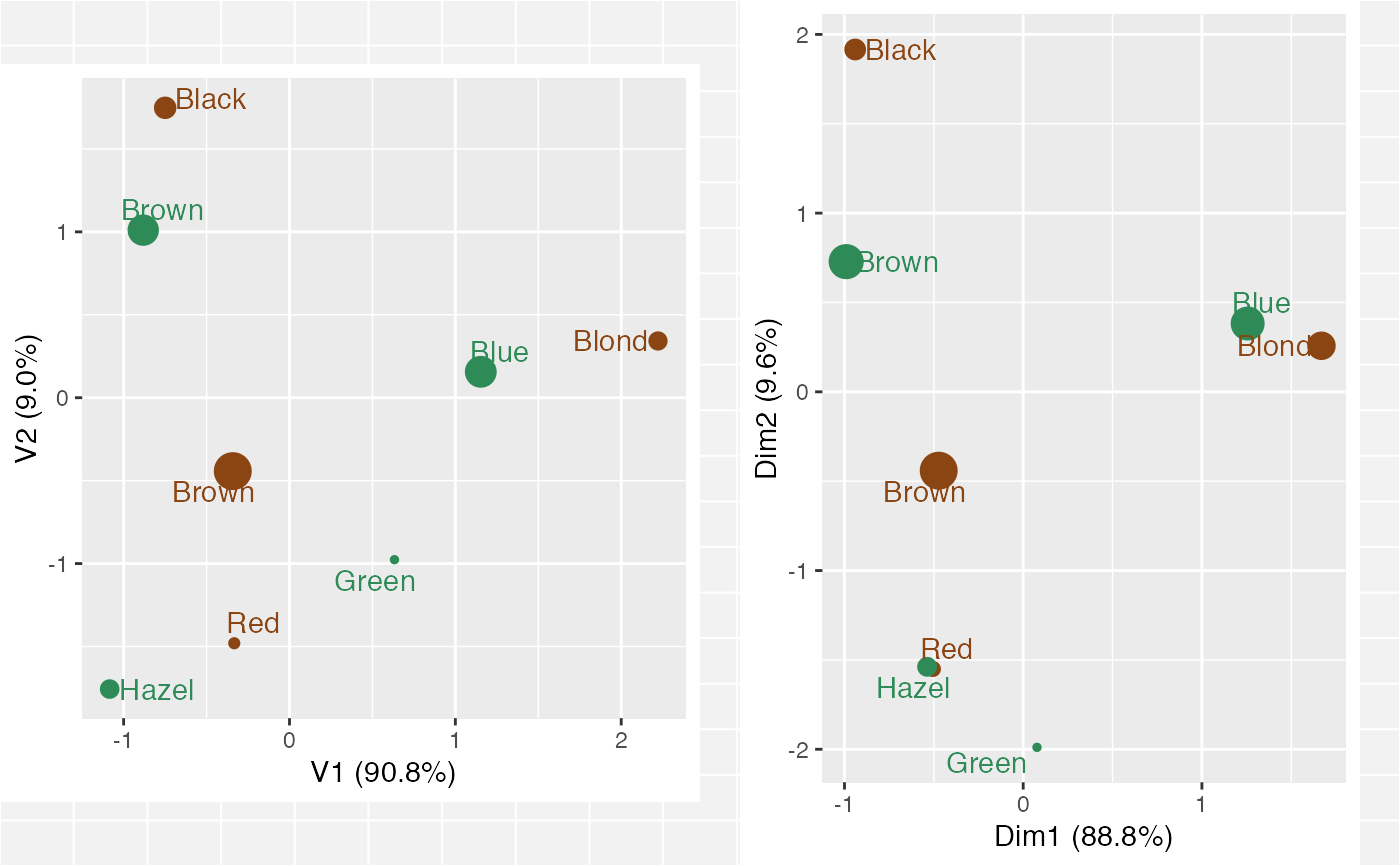 Black
Brown
1
Blond
Blue
0
V2 (9.0%)
Brown
-1
Green
Red
Hazel
-1
0
1
2
V1 (90.8%)
2
Black
1
Brown
Blue
Blond
0
Dim2 (9.6%)
Brown
-1
Red
Hazel
-2
Green
-1
0
1
Dim1 (88.8%)